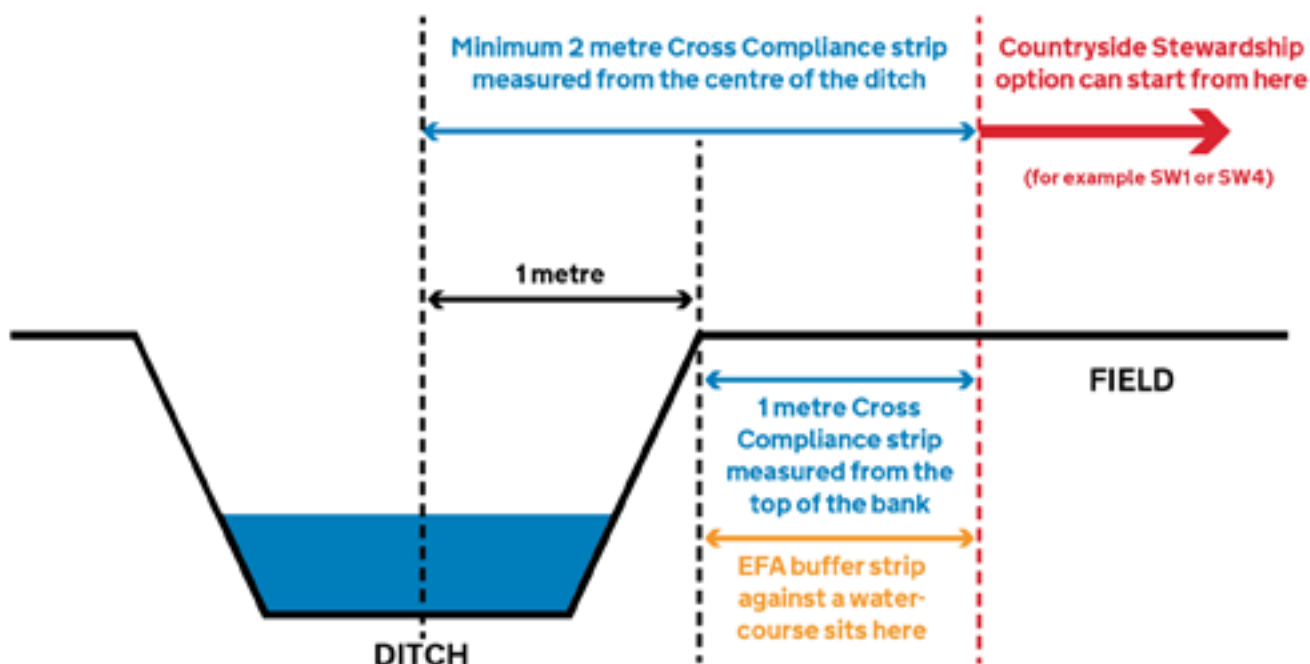 Minimum 2 metre Cross Compliance strip
measured from the centre of the ditch
Countryside Stewardship
option can start from here
(for example SW1 or SW4)
1 metre
FIELD
1 metre Cross
Compliance strip
measured from the
top of the bank
EFA buffer strip
against a water-
course sits here
DITCH